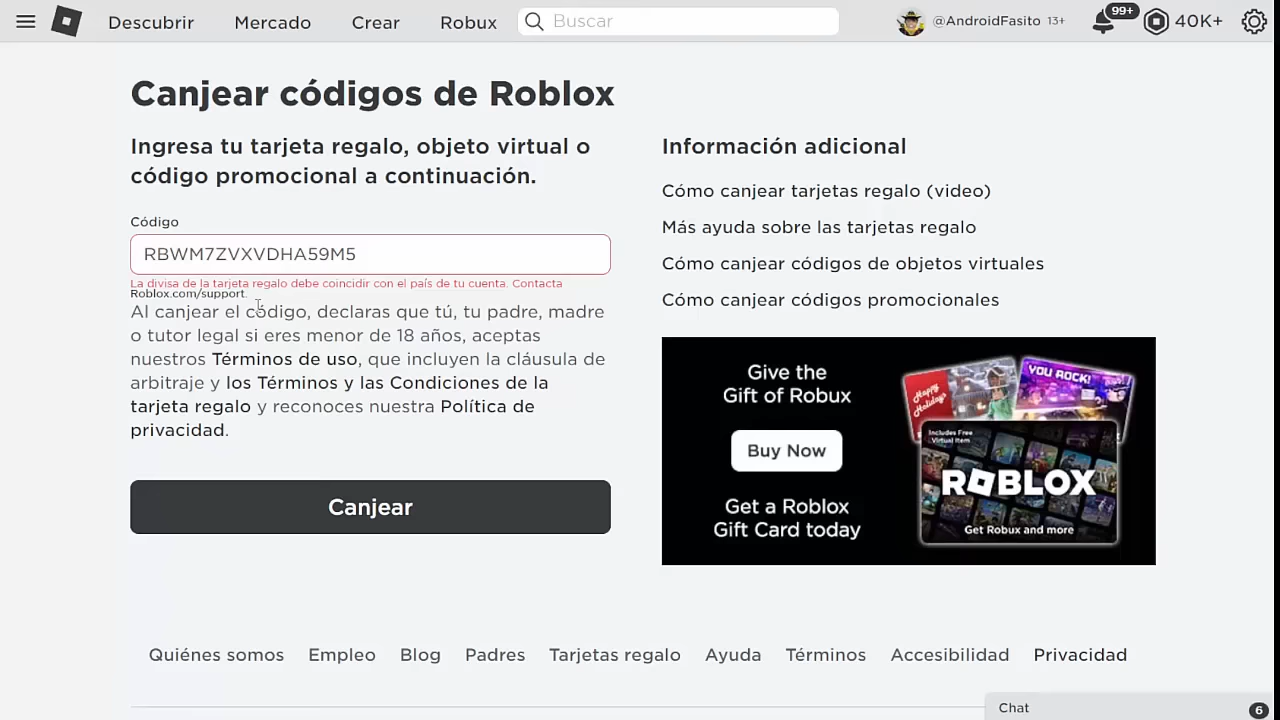 Descubrir Mercado Crear Robux Buscar @AndroidFasito 13+ 99+ 40K+
Canjear códigos de Roblox
Ingresa tu tarjeta regalo, objeto virtual o
código promocional a continuación.
Código
RBWM7ZVXVDHA59M5
La divisa de la tarjeta regalo debe coincidir con el país de tu cuenta. Contacta
Roblox.com/support.
Al canjear el código, declaras que tú, tu padre, madre
o tutor legal si eres menor de 18 años, aceptas
nuestros Términos de uso, que incluyen la cláusula de
arbitraje y los Términos y las Condiciones de la
tarjeta regalo y reconoces nuestra Política de
privacidad.
Canjear
Información adicional
Cómo canjear tarjetas regalo (video)
Más ayuda sobre las tarjetas regalo
Cómo canjear códigos de objetos virtuales
Cómo canjear códigos promocionales
Give the
Gift of Robux
Buy Now
Get a Roblox
Gift Card today
Happy
Holidays
YOU ROCK!
Includes Free
Virtual Item
ROBLOX
Get Robux and more
Quiénes somos Empleo Blog Padres Tarjetas regalo Ayuda Términos Accesibilidad Privacidad
Chat 6